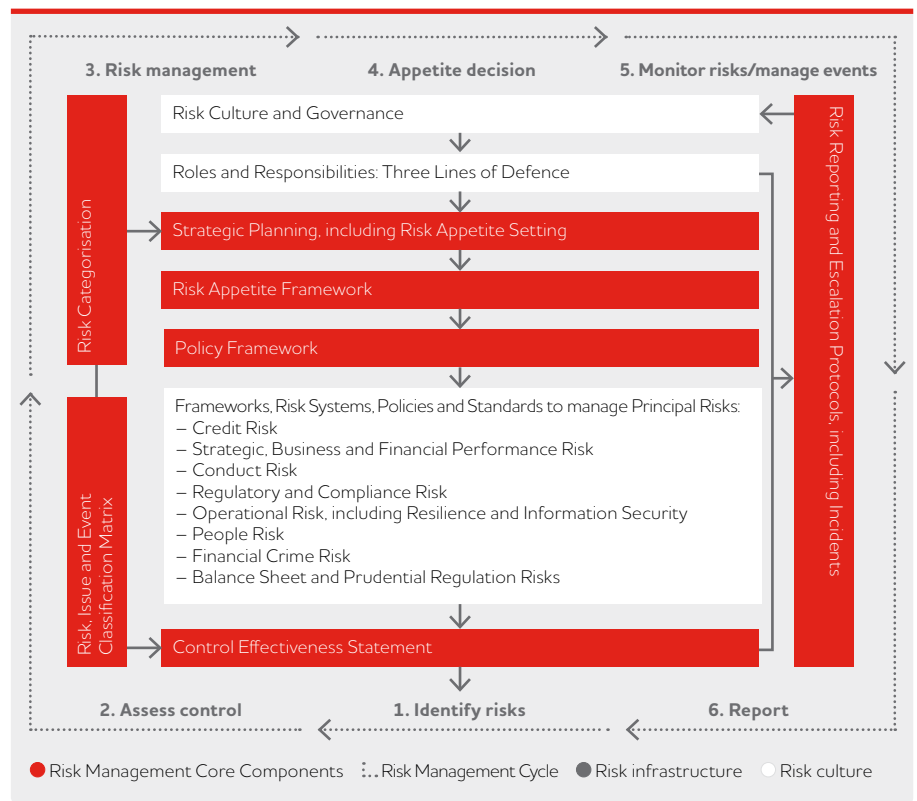 3. Risk management
4. Appetite decision
5. Monitor risks/manage events
Risk Categorisation
Risk, Issue and Event
Classification Matrix
Risk Culture and Governance
Roles and Responsibilities: Three Lines of Defence
Strategic Planning, including Risk Appetite Setting
Risk Appetite Framework
Policy Framework
Frameworks, Risk Systems, Policies and Standards to manage Principal Risks:
– Credit Risk
– Strategic, Business and Financial Performance Risk
– Conduct Risk
– Regulatory and Compliance Risk
– Operational Risk, including Resilience and Information Security
– People Risk
– Financial Crime Risk
– Balance Sheet and Prudential Regulation Risks
Control Effectiveness Statement
Risk Reporting and Escalation Protocols, including Incidents
2. Assess control
1. Identify risks
6. Report
Risk Management Core Components
Risk Management Cycle
Risk infrastructure
Risk culture